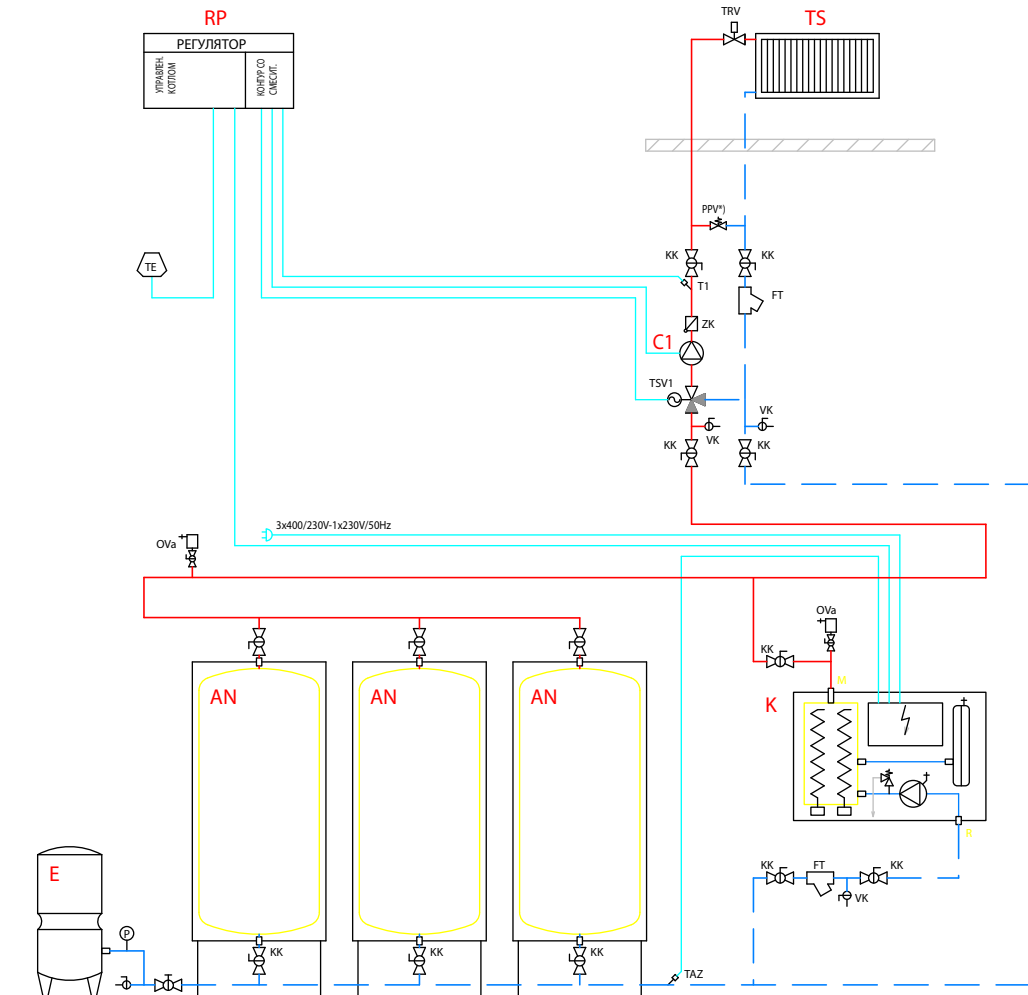 RP
TRV
TS
РЕГУЛЯТОР
УПРАВЛЕН.
КОТЛОМ
КОНТУР СО
СМЕСИТ.
PPV*)
KK
KK
TE
T1
FT
ZK
C1
TSV1
VK
VK
KK
KK
3x400/230V-1x230V/50Hz
OVa
OVa
KK
M
AN
AN
AN
K
R
E
KK
FT
KK
VK
P
KK
KK
KK
TAZ